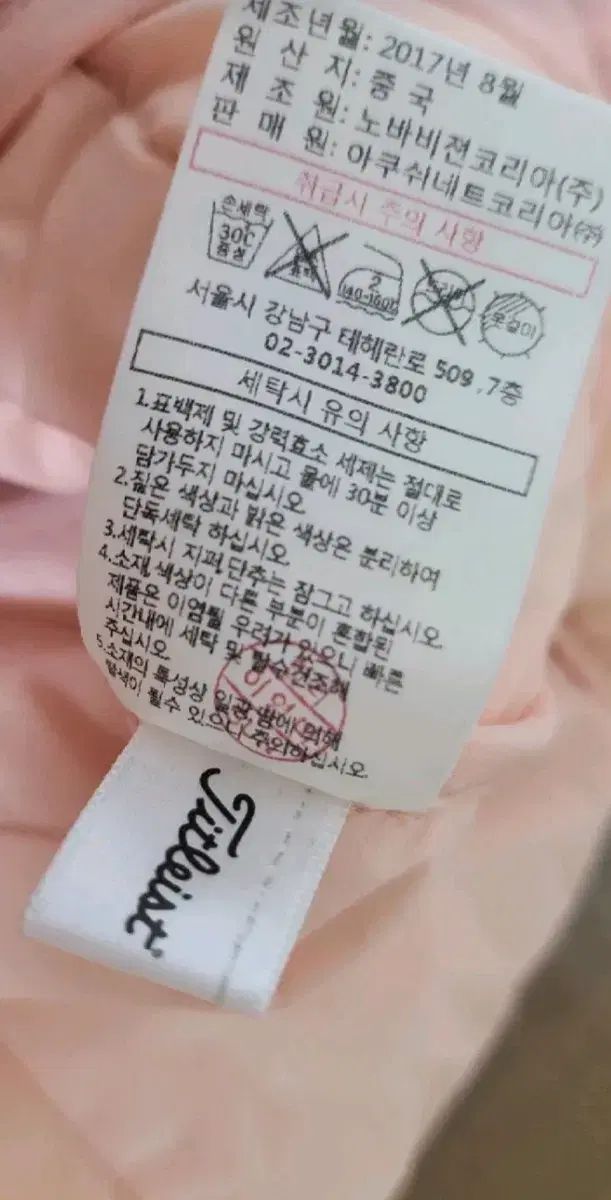 제조년월: 2017년 8월
원 산 지: 중 국
제 조 원: 노바비젼코리아(주)
판 매 원: 아쿠쉬네트코리아(주)
취급시 주의 사항
손세탁
30C
중성
2
140-160C
드라이
옷걸이
서울시 강남구 테헤란로 509 ,7층
02-3014-3800
세탁시 유의 사항
1.표백제 및 강력효소 세제는 절대로
사용하지 마시고 물에 30분 이상
담가두지 마십시오
2.짙은 색상과 맑은 색상은 분리하여
단독세탁 하십시오
3.세탁시 지퍼,단추는 잠그고 하십시오
4.소재,색상이 다른 부분이 혼합된
제품은 이염될 우려가 있으니 빠른
시간내에 세탁 및 탈수건조해
주십시오
5.소재의 특성상 일광,땀에 의해
탈색이 될수 있으니 주의하십시오
Titleist